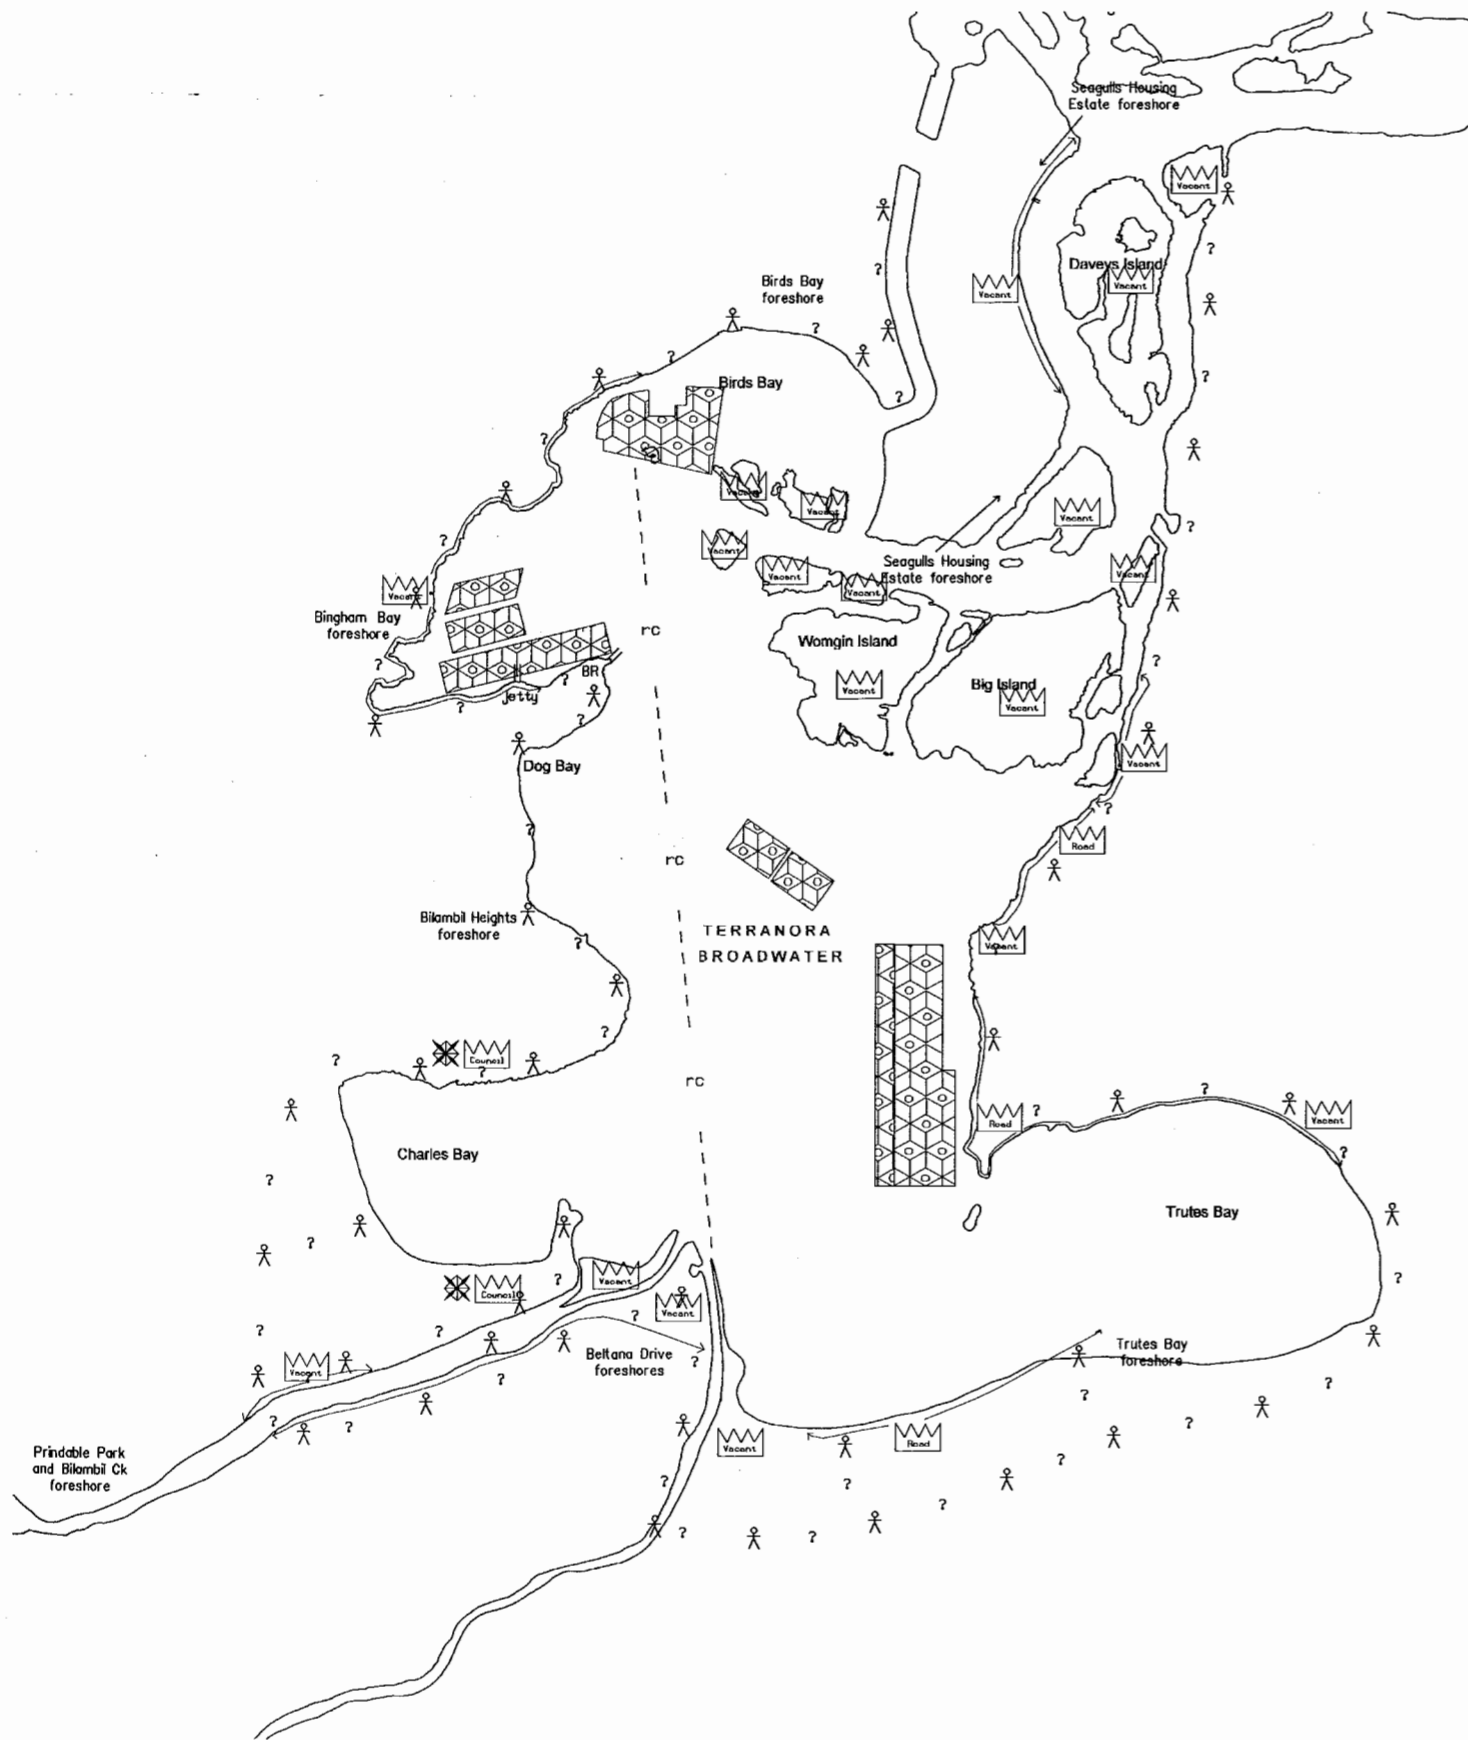 Seagulls Housing
Estate foreshore
Vacant
?
Birds Bay
foreshore
?
Daveys Island
Vacant
Vacant
?
?
?
?
Birds Bay
?
?
Vacant
Vacant
Vacant
?
?
Vacant
Vacant
Vacant
Seagulls Housing
Estate foreshore
Vacant
Vacant
Bingham Bay
foreshore
rc
Womgin Island
?
BR
?
Jetty
?
?
?
Vacant
Big Island
Vacant
Dog Bay
Vacant
?
?
Road
rc
Bilambil Heights
foreshore
?
TERRANORA
BROADWATER
Vacant
?
?
Council
?
rc
?
Vacant
Road
?
Charles Bay
?
?
Trutes Bay
?
?
Vacant
?
Council
Vacant
?
?
?
Beltana Drive
foreshores
?
Trutes Bay
foreshore
Vacant
?
?
?
?
?
?
Vacant
Road
?
Prindable Park
and Bilambil Ck
foreshore
?
?
?
?
?